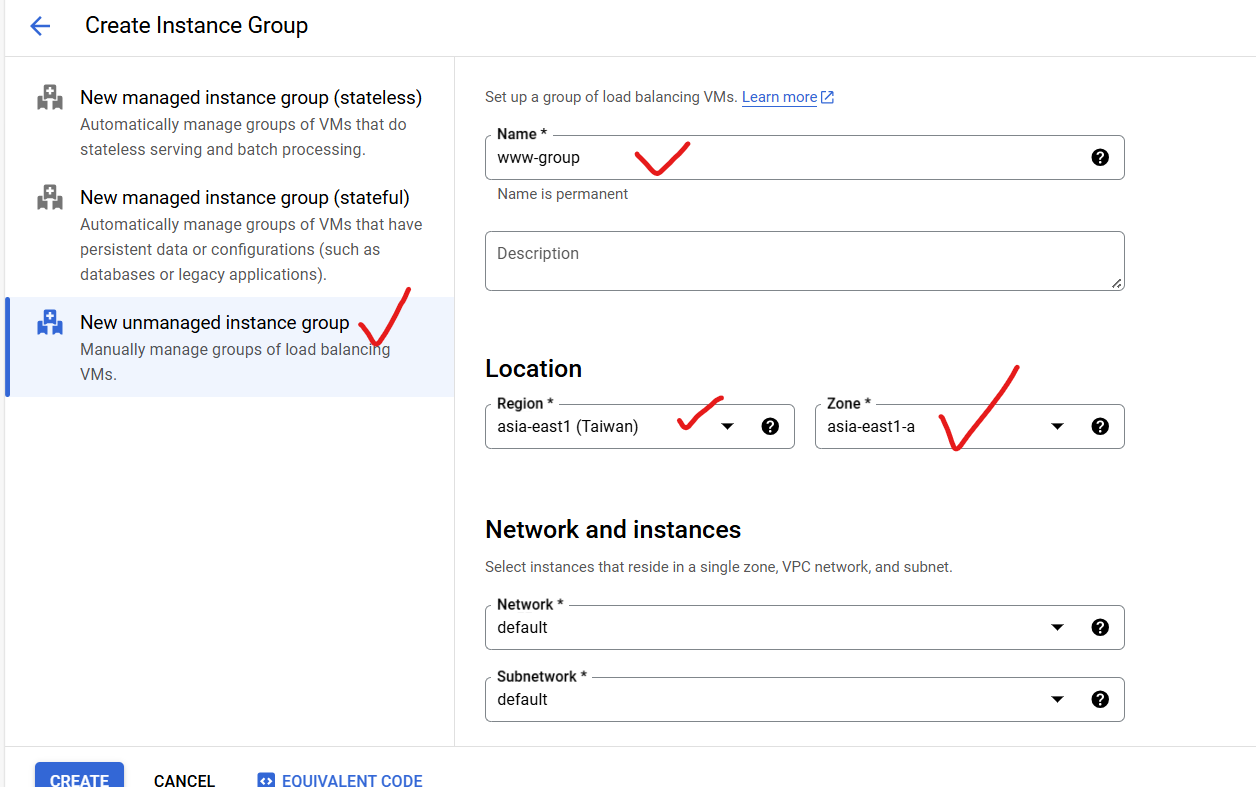 Create Instance Group
New managed instance group (stateless)
Automatically manage groups of VMs that do
stateless serving and batch processing.
New managed instance group (stateful)
Automatically manage groups of VMs that have
persistent data or configurations (such as
databases or legacy applications).
New unmanaged instance group
Manually manage groups of load balancing
VMs.
Set up a group of load balancing VMs. Learn more
Name *
www-group
Name is permanent
Description
Location
Region *
asia-east1 (Taiwan)
Zone *
asia-east1-a
Network and instances
Select instances that reside in a single zone, VPC network, and subnet.
Network *
default
Subnetwork *
default
CREATE CANCEL EQUIVALENT CODE